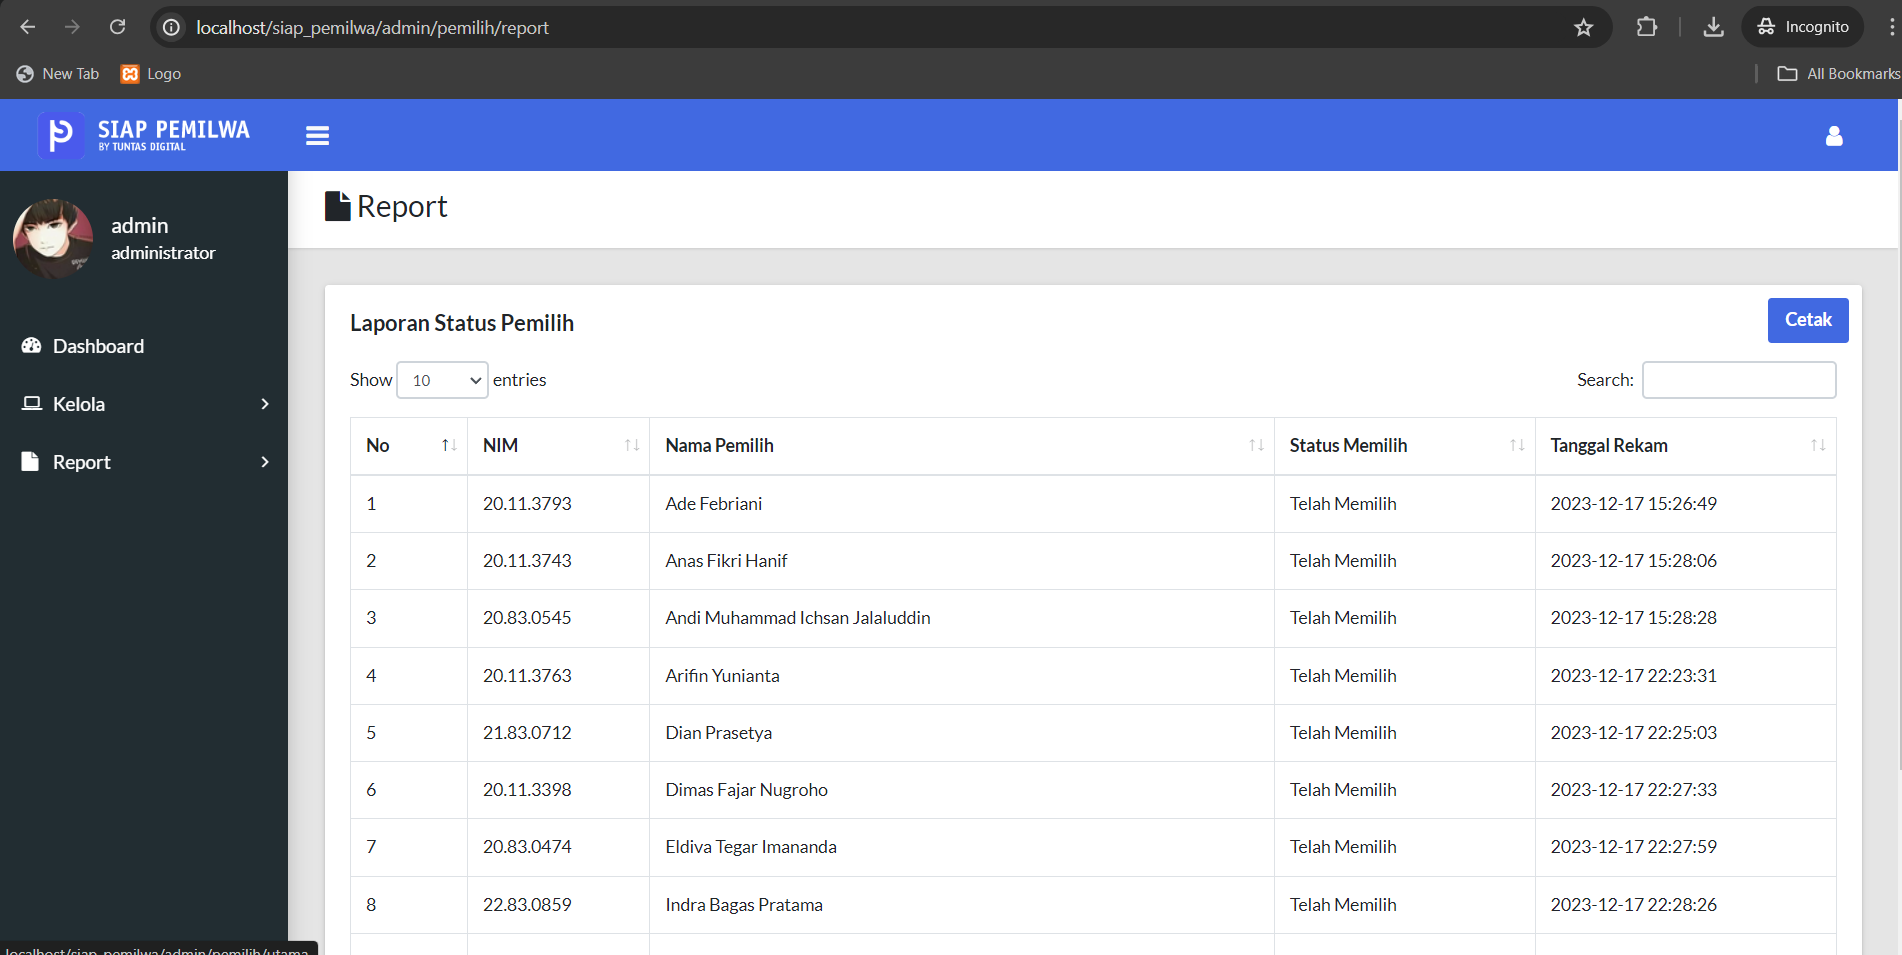 localhost/siap_pemilwa/admin/pemilih/report
Incognito
New Tab
Logo
All Bookmarks
SIAP PEMILWA
BY TUNTAS DIGITAL
Report
admin
administrator
Dashboard
Kelola
Report
Laporan Status Pemilih
Cetak
Show 10 entries
Search:
No NIM Nama Pemilih Status Memilih Tanggal Rekam
1 20.11.3793 Ade Febriani Telah Memilih 2023-12-17 15:26:49
2 20.11.3743 Anas Fikri Hanif Telah Memilih 2023-12-17 15:28:06
3 20.83.0545 Andi Muhammad Ichsan Jalaluddin Telah Memilih 2023-12-17 15:28:28
4 20.11.3763 Arifin Yunianta Telah Memilih 2023-12-17 22:23:31
5 21.83.0712 Dian Prasetya Telah Memilih 2023-12-17 22:25:03
6 20.11.3398 Dimas Fajar Nugroho Telah Memilih 2023-12-17 22:27:33
7 20.83.0474 Eldiva Tegar Imananda Telah Memilih 2023-12-17 22:27:59
8 22.83.0859 Indra Bagas Pratama Telah Memilih 2023-12-17 22:28:26
localhost/siap_pemilwa/admin/pemilih/utama